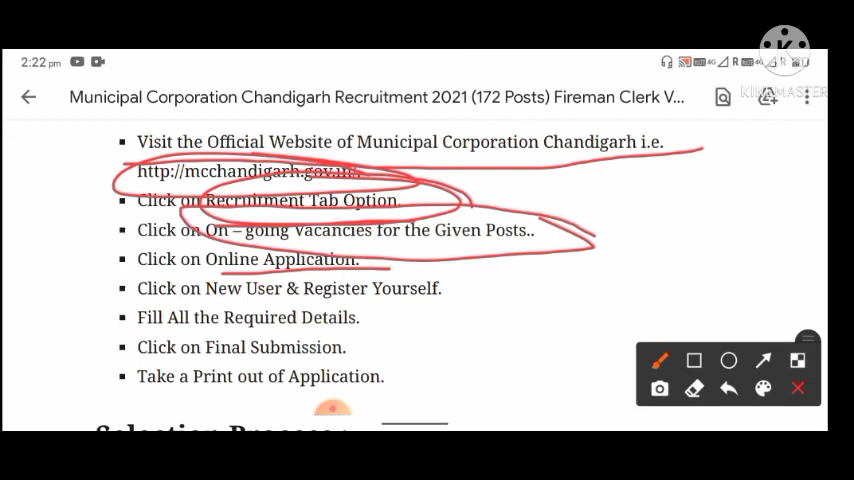 2:22 pm
KINEMASTER
Municipal Corporation Chandigarh Recruitment 2021 (172 Posts) Fireman Clerk V...
▪ Visit the Official Website of Municipal Corporation Chandigarh i.e.
http://mcchandigarh.gov.in/.
▪ Click on Recruitment Tab Option.
▪ Click on On – going Vacancies for the Given Posts..
▪ Click on Online Application.
▪ Click on New User & Register Yourself.
▪ Fill All the Required Details.
▪ Click on Final Submission.
▪ Take a Print out of Application.
Selection Process